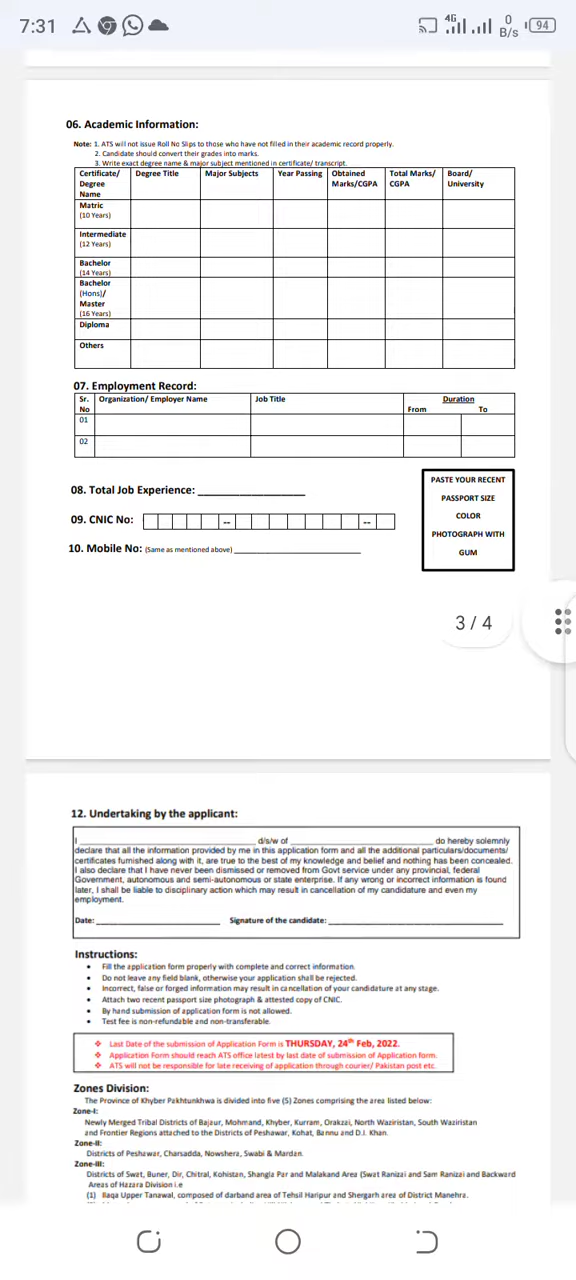 7:31 4G 0 B/s 94
06. Academic Information:
Note: 1. ATS will not issue Roll No Slips to those who have not filled in their academic record properly.
2. Candidate should convert their grades into marks.
3. Write exact degree name & major subject mentioned in certificate/ transcript.
Certificate/ Degree Name Degree Title Major Subjects Year Passing Obtained Marks/CGPA Total Marks/ CGPA Board/ University
Matric
(10 Years)
Intermediate
(12 Years)
Bachelor
(14 Years)
Bachelor
(Hons)/
Master
(16 Years)
Diploma
Others
07. Employment Record:
Sr. No Organization/ Employer Name Job Title Duration
From To
01
02
08. Total Job Experience: ____________________
09. CNIC No: -- --
10. Mobile No: (Same as mentioned above) ____________________
PASTE YOUR RECENT
PASSPORT SIZE
COLOR
PHOTOGRAPH WITH
GUM
3 / 4
12. Undertaking by the applicant:
I ____________________ d/s/w of ____________________ do hereby solemnly
declare that all the information provided by me in this application form and all the additional particulars/documents/
certificates furnished along with it, are true to the best of my knowledge and belief and nothing has been concealed.
I also declare that I have never been dismissed or removed from Govt service under any provincial, federal
Government, autonomous and semi-autonomous or state enterprise. If any wrong or incorrect information is found
later, I shall be liable to disciplinary action which may result in cancellation of my candidature and even my
employment.
Date: ____________________ Signature of the candidate: ____________________
Instructions:
• Fill the application form properly with complete and correct information.
• Do not leave any field blank, otherwise your application shall be rejected.
• Incorrect, false or forged information may result in cancellation of your candidature at any stage.
• Attach two recent passport size photograph & attested copy of CNIC.
• By hand submission of application form is not allowed.
• Test fee is non-refundable and non-transferable.
❖ Last Date of the submission of Application Form is THURSDAY, 24th Feb, 2022.
❖ Application Form should reach ATS office latest by last date of submission of Application form.
❖ ATS will not be responsible for late receiving of application through courier/ Pakistan post etc.
Zones Division:
The Province of Khyber Pakhtunkhwa is divided into five (5) Zones comprising the area listed below:
Zone-I:
Newly Merged Tribal Districts of Bajaur, Mohmand, Khyber, Kurram, Orakzai, North Waziristan, South Waziristan
and Frontier Regions attached to the Districts of Peshawar, Kohat, Bannu and D.I. Khan.
Zone-II:
Districts of Peshawar, Charsadda, Nowshera, Swabi & Mardan.
Zone-III:
Districts of Swat, Buner, Dir, Chitral, Kohistan, Shangla Par and Malakand Area (Swat Ranizai and Sam Ranizai and Backward
Areas of Hazara Division i.e
(1) Ilaqa Upper Tanawal, composed of darband area of Tehsil Haripur and Shergarh area of District Manehra.